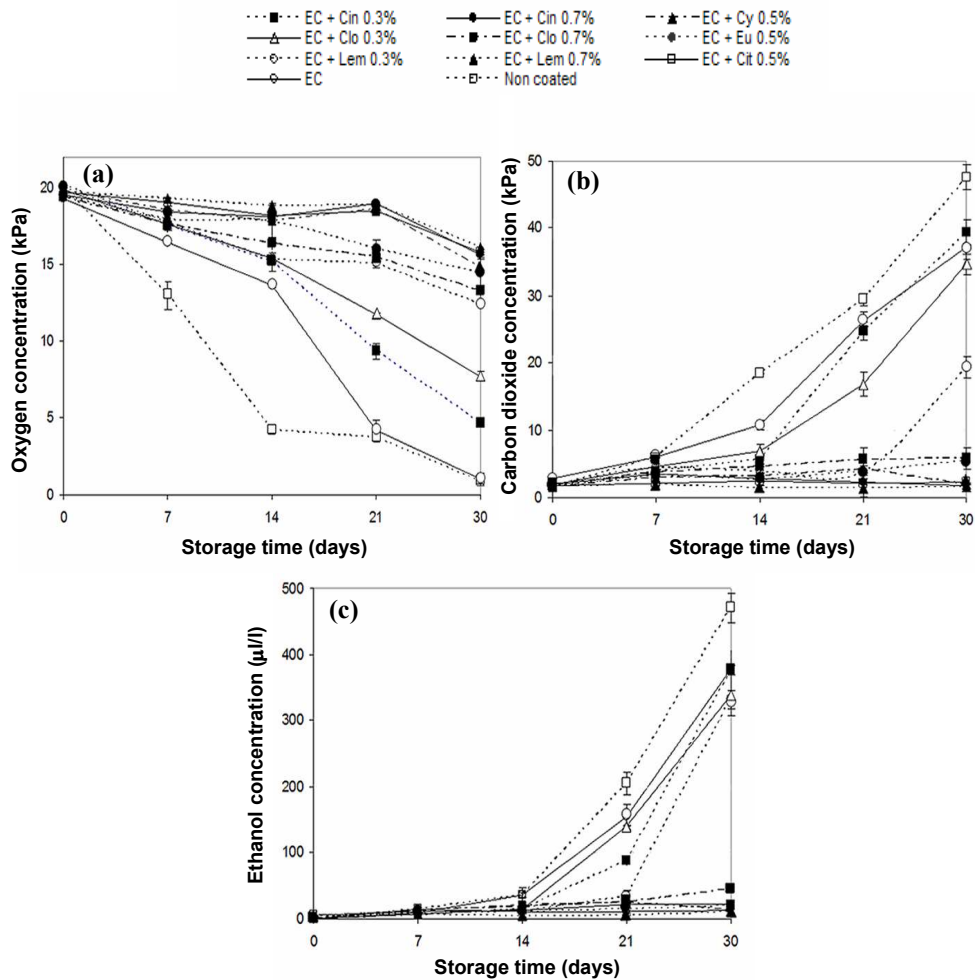 EC + Cin 0.3% EC + Cin 0.7% EC + Cy 0.5%
EC + Clo 0.3% EC + Clo 0.7% EC + Eu 0.5%
EC + Lem 0.3% EC + Lem 0.7% EC + Cit 0.5%
EC Non coated
(a)
Oxygen concentration (kPa)
20
15
10
5
0
0 7 14 21 30
Storage time (days)
(b)
Carbon dioxide concentration (kPa)
50
40
30
20
10
0
0 7 14 21 30
Storage time (days)
(c)
Ethanol concentration (µl/l)
500
400
300
200
100
0
0 7 14 21 30
Storage time (days)